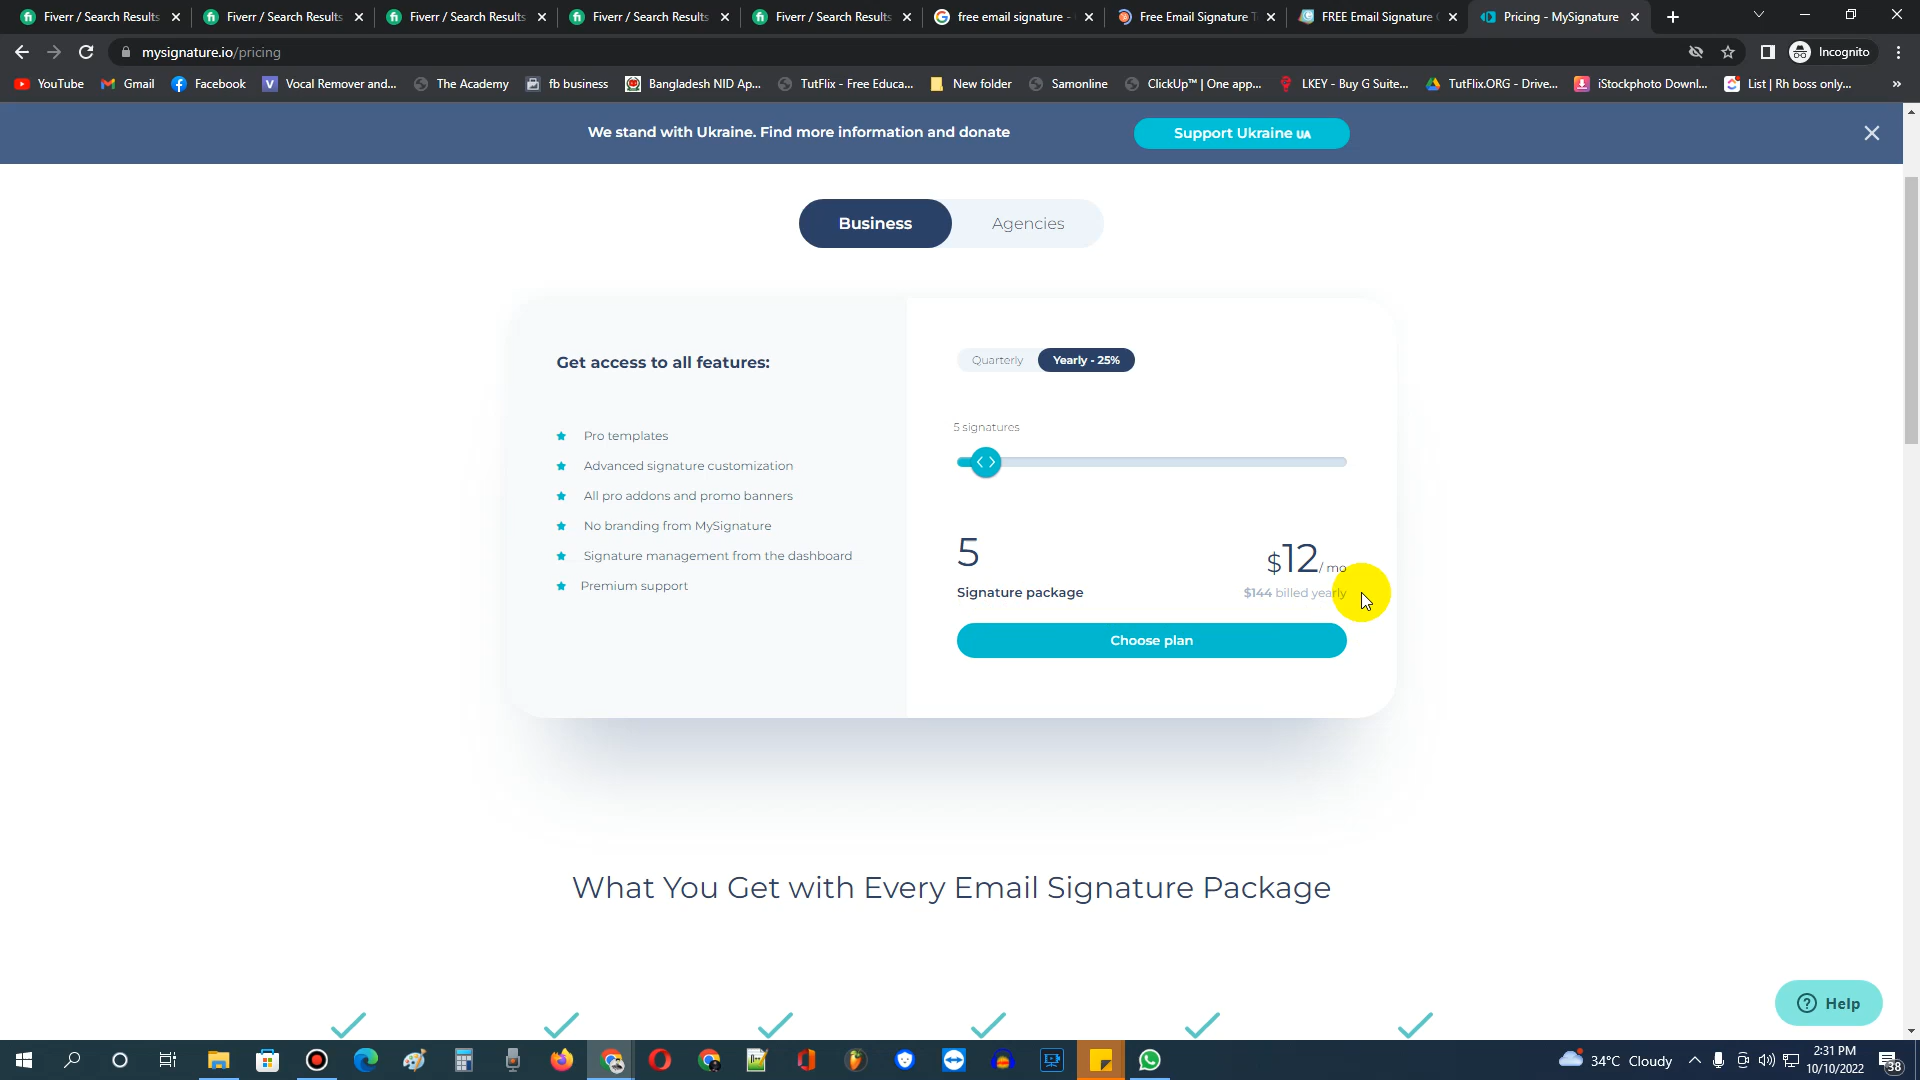 Fiverr / Search Results
Fiverr / Search Results
Fiverr / Search Results
Fiverr / Search Results
Fiverr / Search Results
free email signature -
Free Email Signature T
FREE Email Signature
Pricing - MySignature
mysignature.io/pricing
Incognito
YouTube
Gmail
Facebook
V
Vocal Remover and...
The Academy
fb business
Bangladesh NID Ap...
TutFlix - Free Educa...
New folder
Samonline
ClickUp™ | One app...
LKEY - Buy G Suite...
TutFlix.ORG - Drive...
iStockphoto Downl...
List | Rh boss only...
»
We stand with Ukraine. Find more information and donate
Support Ukraine UA
Business
Agencies
Get access to all features:
Pro templates
Advanced signature customization
All pro addons and promo banners
No branding from MySignature
Signature management from the dashboard
Premium support
Quarterly
Yearly - 25%
5 signatures
5
Signature package
$12/ mo
$144 billed yearly
Choose plan
What You Get with Every Email Signature Package
? Help
34°C Cloudy
2:31 PM
10/10/2022
38